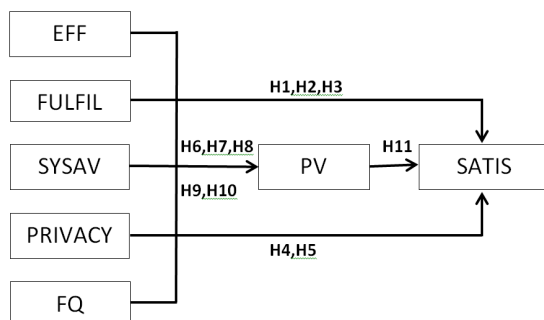 EFF
FULFIL
H1,H2,H3
SYSAV
H6,H7,H8
PV
H11
SATIS
H9,H10
PRIVACY
H4,H5
FQ